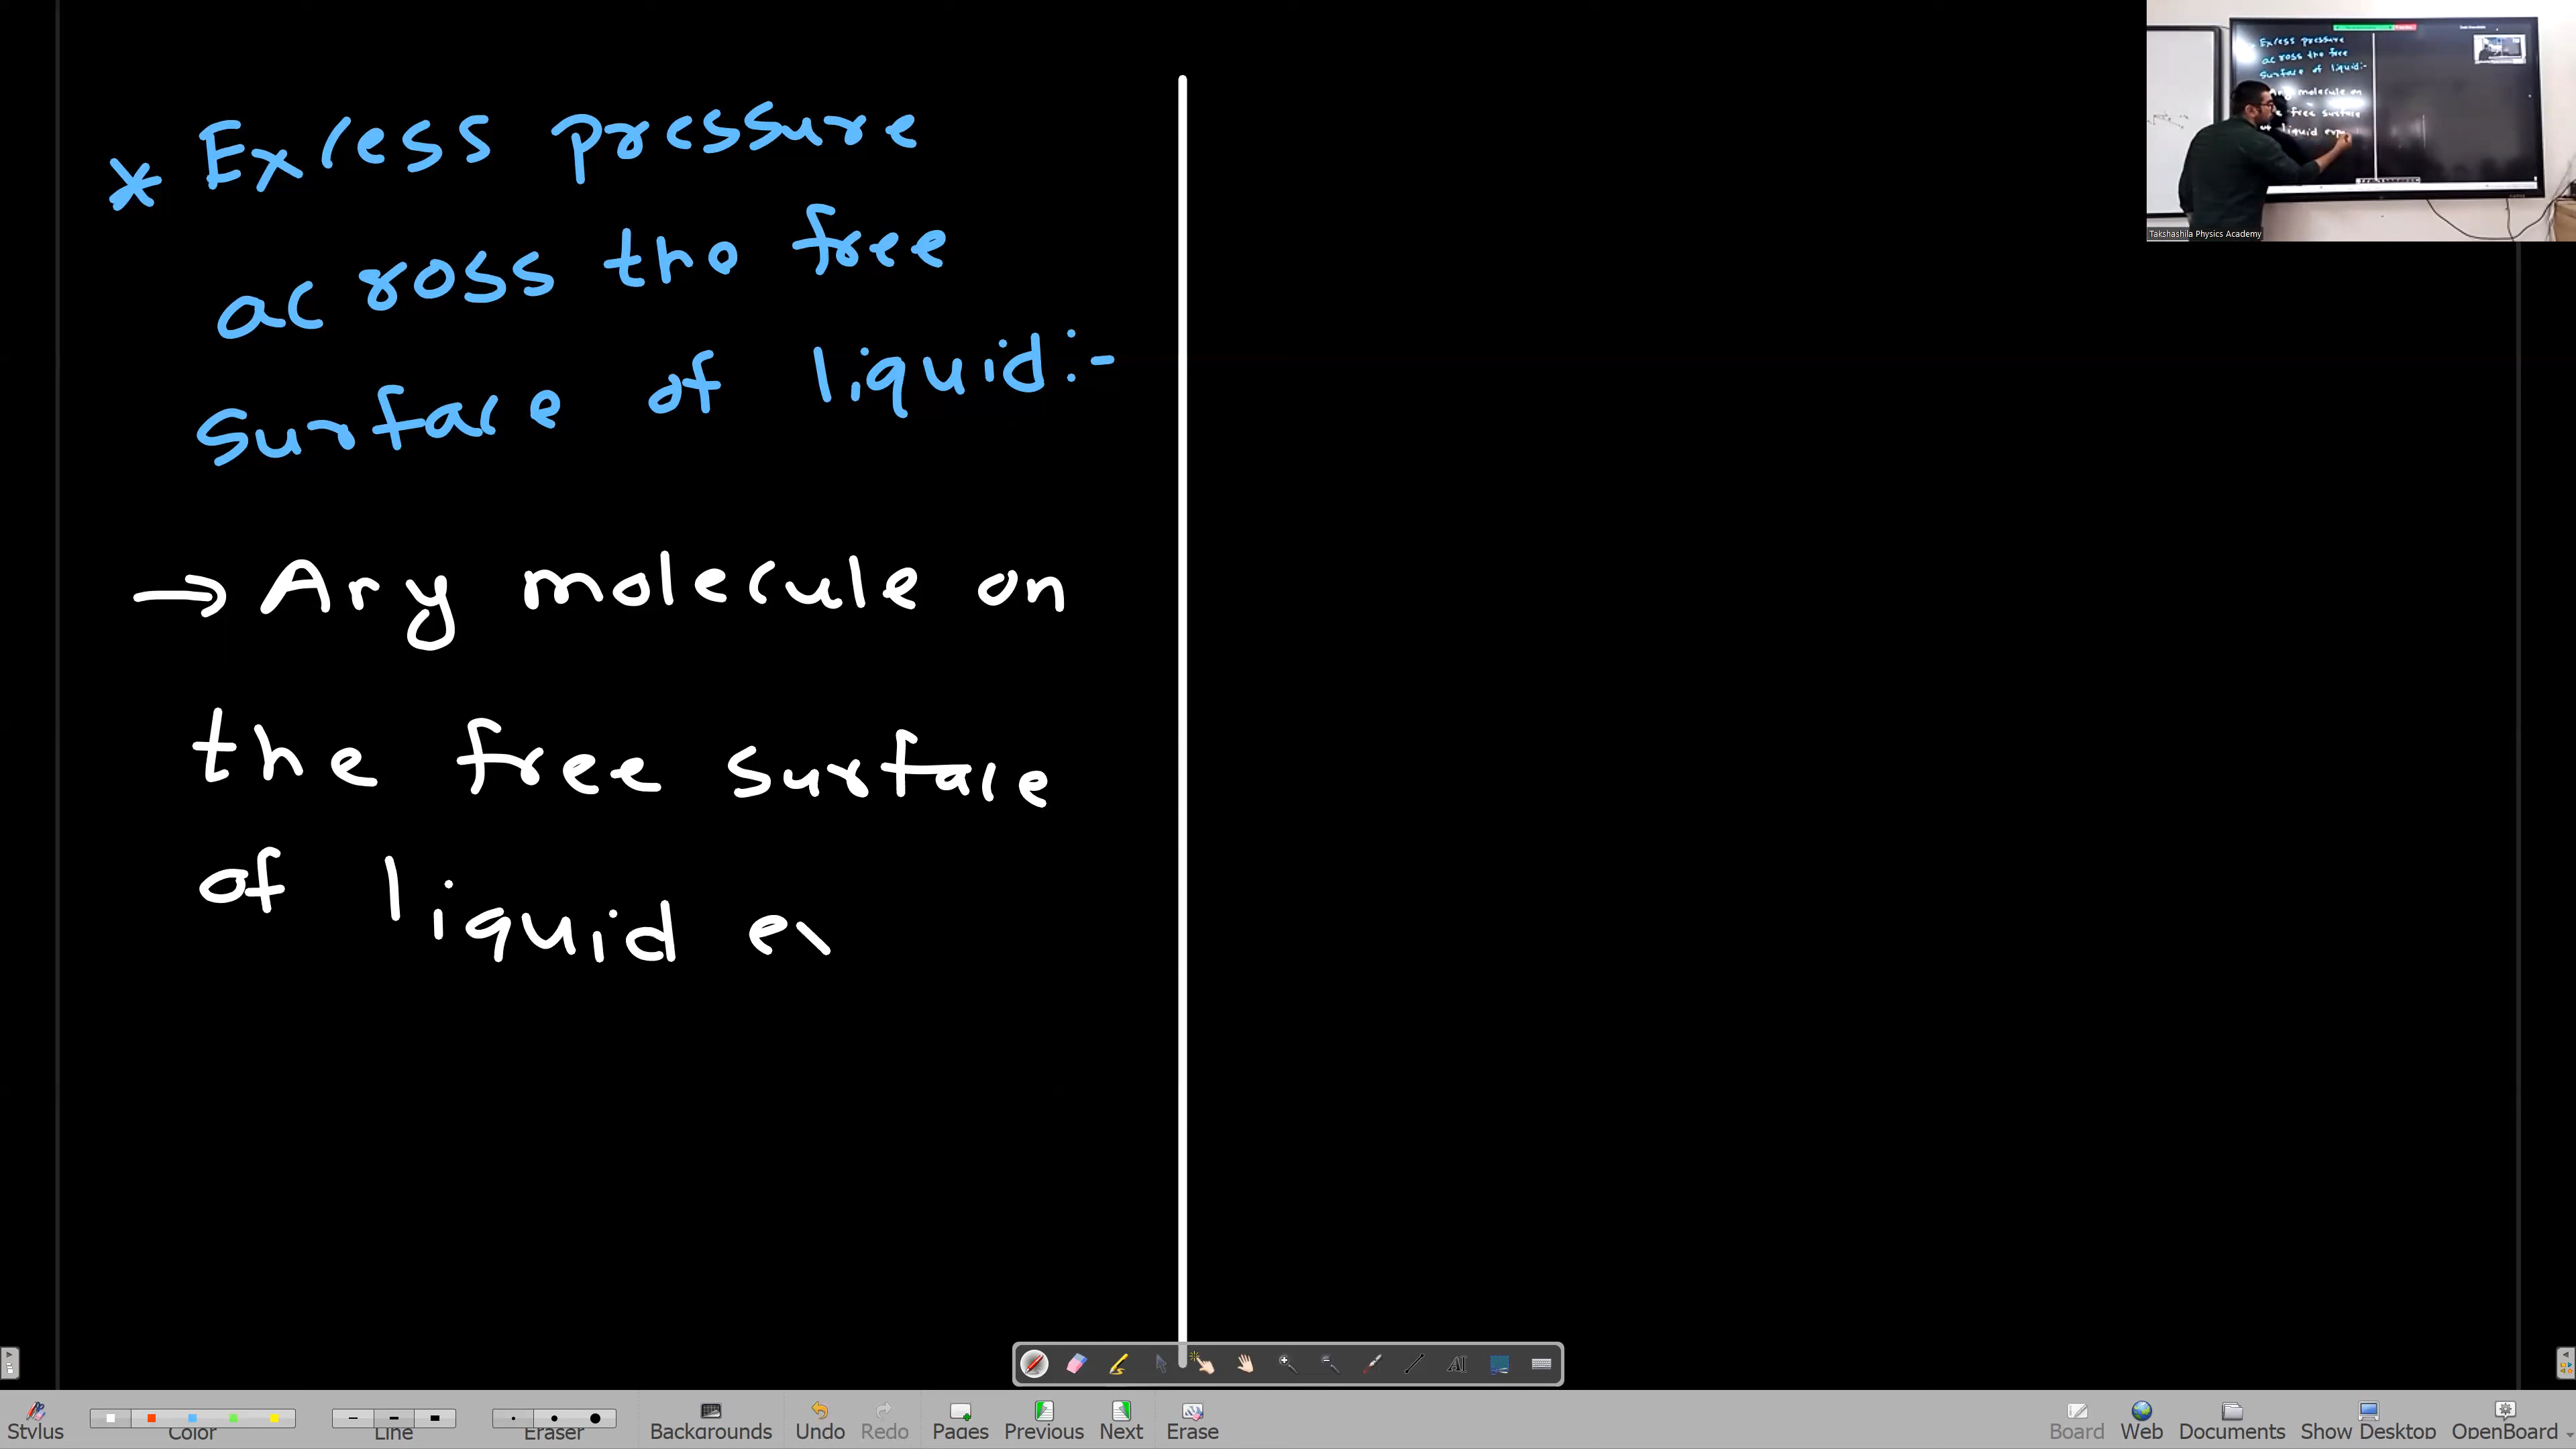 * Excess pressure
across the free
surface of liquid:-
→ Any molecule on
the free surface
of liquid ex
Takshashila Physics Academy
Stylus Color Line Eraser Backgrounds Undo Redo Pages Previous Next Erase Board Web Documents Show Desktop OpenBoard